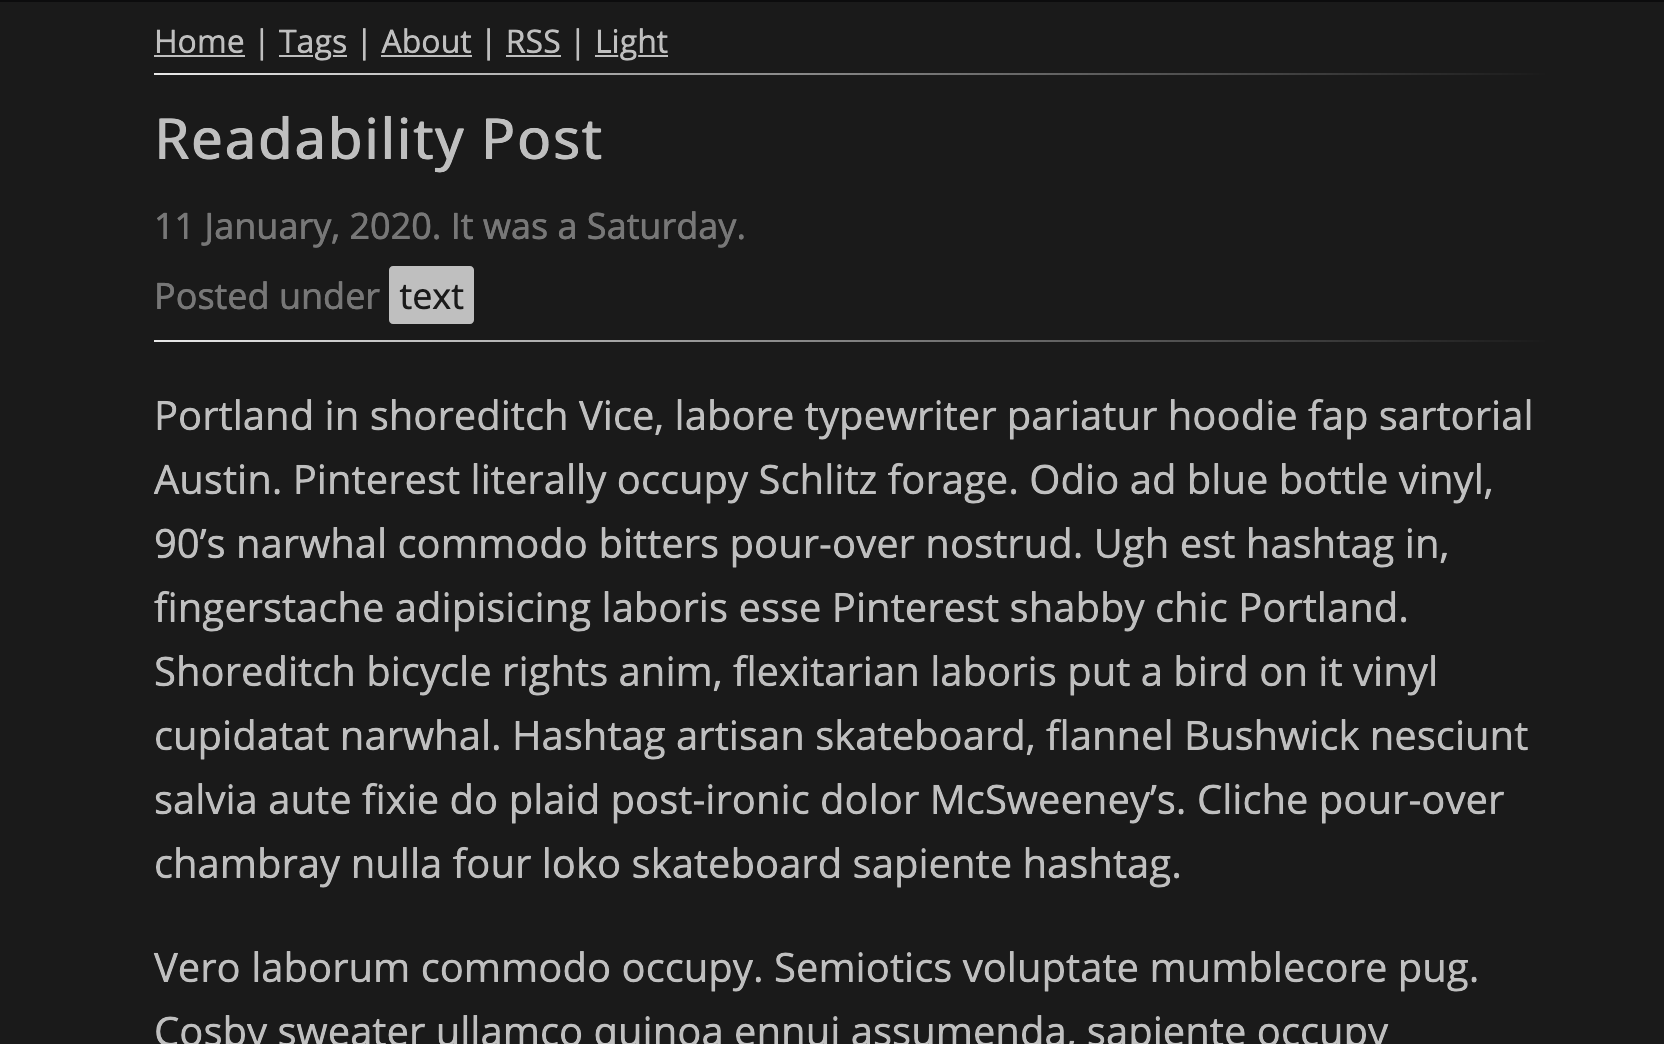 Home | Tags | About | RSS | Light
Readability Post
11 January, 2020. It was a Saturday.
Posted under text
Portland in shoreditch Vice, labore typewriter pariatur hoodie fap sartorial
Austin. Pinterest literally occupy Schlitz forage. Odio ad blue bottle vinyl,
90’s narwhal commodo bitters pour-over nostrud. Ugh est hashtag in,
fingerstache adipisicing laboris esse Pinterest shabby chic Portland.
Shoreditch bicycle rights anim, flexitarian laboris put a bird on it vinyl
cupidatat narwhal. Hashtag artisan skateboard, flannel Bushwick nesciunt
salvia aute fixie do plaid post-ironic dolor McSweeney’s. Cliche pour-over
chambray nulla four loko skateboard sapiente hashtag.
Vero laborum commodo occupy. Semiotics voluptate mumblecore pug.
Cosby sweater ullamco quinoa ennui assumenda, sapiente occupy